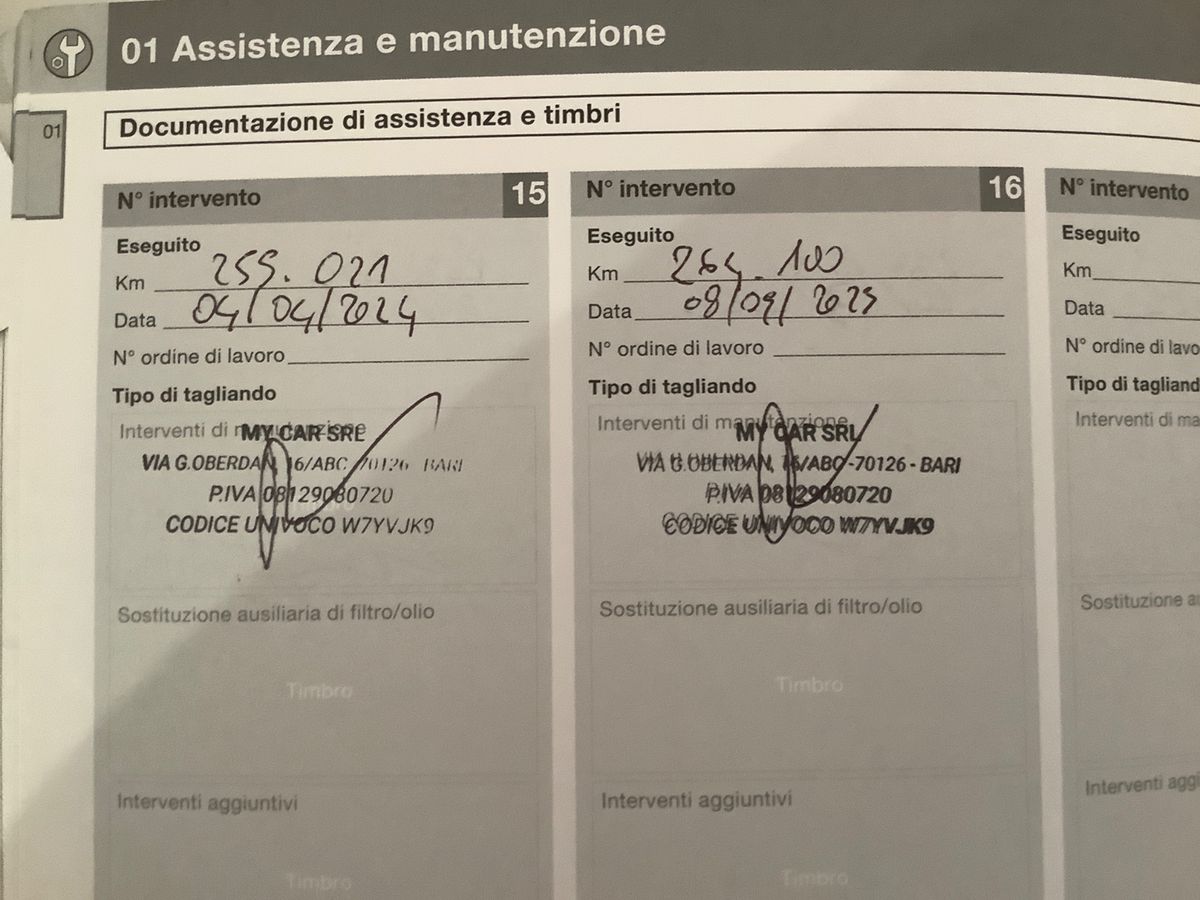 01 Assistenza e manutenzione
01
Documentazione di assistenza e timbri
N° intervento 15
Eseguito
Km 255.021
Data 04/04/2024
N° ordine di lavoro
Tipo di tagliando
Interventi di manutenzione
MY CAR SRL
VIA G.OBERDAN, 16/ABC 70126 BARI
P.IVA 08129080720
CODICE UNIVOCO W7YVJK9
Sostituzione ausiliaria di filtro/olio
Timbro
Interventi aggiuntivi
Timbro
N° intervento 16
Eseguito
Km 264.100
Data 08/09/2025
N° ordine di lavoro
Tipo di tagliando
Interventi di manutenzione
MY CAR SRL
VIA G.OBERDAN, 16/ABC-70126 - BARI
P.IVA 08129080720
CODICE UNIVOCO W7YVJK9
Sostituzione ausiliaria di filtro/olio
Timbro
Interventi aggiuntivi
Timbro
N° intervento
Eseguito
Km
Data
N° ordine di lavo
Tipo di tagliand
Interventi di ma
Sostituzione au
Interventi aggi